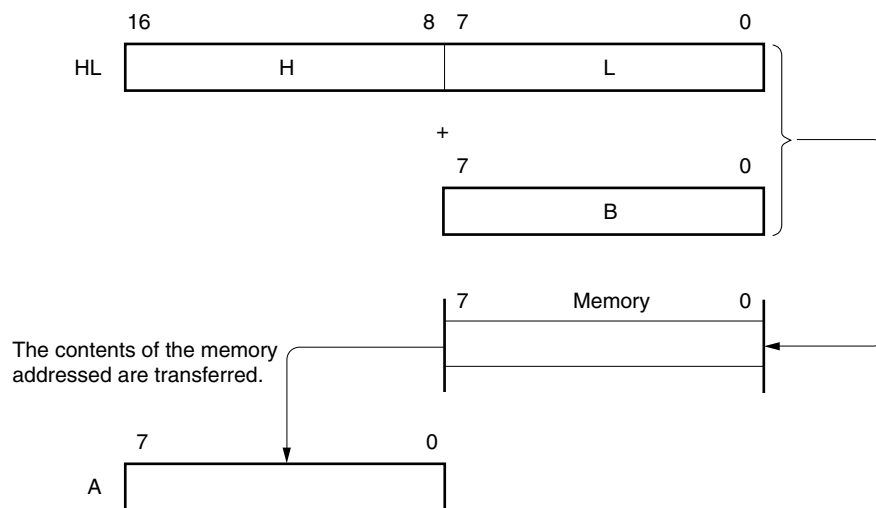 16 8 7 0
HL H L
+
7 0
B
7 Memory 0
The contents of the memory
addressed are transferred.
7 0
A